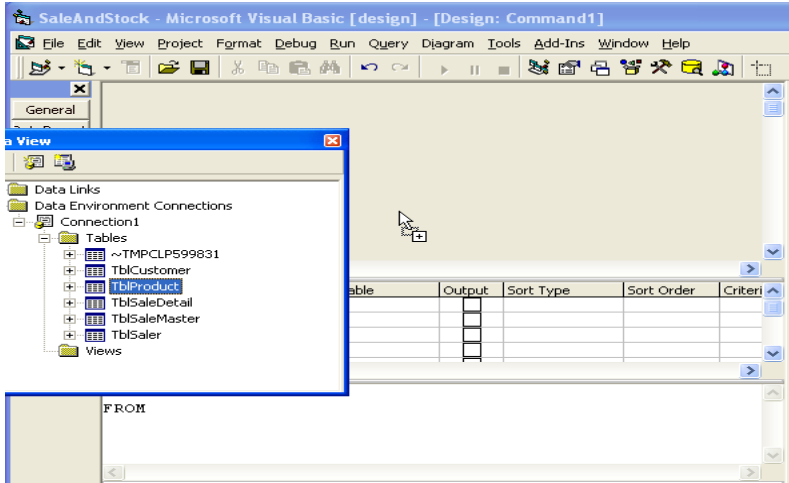 SaleAndStock - Microsoft Visual Basic [design] - [Design: Command1]
File Edit View Project Format Debug Run Query Diagram Tools Add-Ins Window Help
General
a View
Data Links
Data Environment Connections
Connection1
Tables
~TMPCLP599831
TblCustomer
TblProduct
TblSaleDetail
TblSaleMaster
TblSaler
Views
able Output Sort Type Sort Order Criteri
FROM